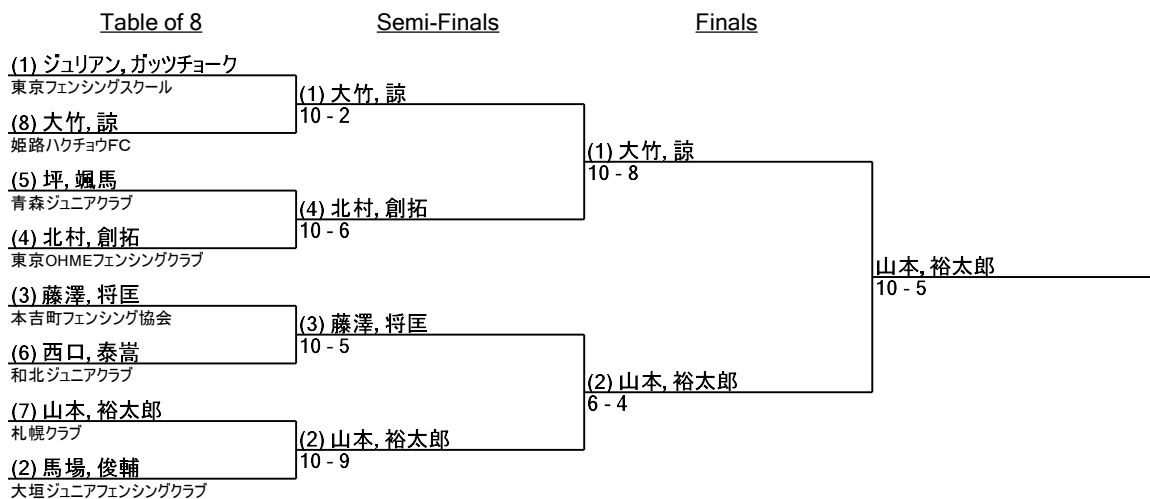 Table of 8
Semi-Finals
Finals
(1) ジュリアン, ガッツチョーク
東京フェンシングスクール
(8) 大竹, 諒
姫路ハクチョウFC
(5) 坪, 颯馬
青森ジュニアクラブ
(4) 北村, 創拓
東京OHMEフェンシングクラブ
(3) 藤澤, 将匡
本吉町フェンシング協会
(6) 西口, 泰嵩
和北ジュニアクラブ
(7) 山本, 裕太郎
札幌クラブ
(2) 馬場, 俊輔
大垣ジュニアフェンシングクラブ
(1) 大竹, 諒
10 - 2
(4) 北村, 創拓
10 - 6
(3) 藤澤, 将匡
10 - 5
(2) 山本, 裕太郎
10 - 9
(1) 大竹, 諒
10 - 8
(2) 山本, 裕太郎
6 - 4
山本, 裕太郎
10 - 5